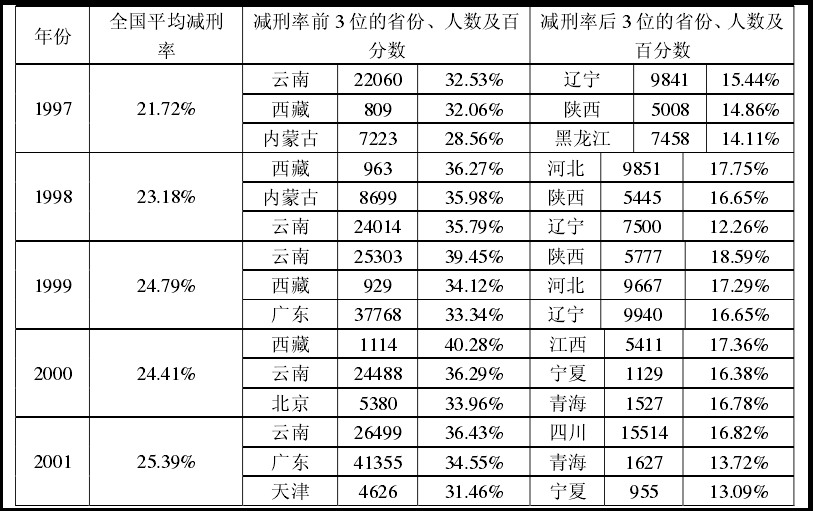 年份 全国平均减刑率 减刑率前 3 位的省份、人数及百分数 减刑率后 3 位的省份、人数及百分数
1997 21.72% 云南 22060 32.53% 辽宁 9841 15.44%
西藏 809 32.06% 陕西 5008 14.86%
内蒙古 7223 28.56% 黑龙江 7458 14.11%
1998 23.18% 西藏 963 36.27% 河北 9851 17.75%
内蒙古 8699 35.98% 陕西 5445 16.65%
云南 24014 35.79% 辽宁 7500 12.26%
1999 24.79% 云南 25303 39.45% 陕西 5777 18.59%
西藏 929 34.12% 河北 9667 17.29%
广东 37768 33.34% 辽宁 9940 16.65%
2000 24.41% 西藏 1114 40.28% 江西 5411 17.36%
云南 24488 36.29% 宁夏 1129 16.38%
北京 5380 33.96% 青海 1527 16.78%
2001 25.39% 云南 26499 36.43% 四川 15514 16.82%
广东 41355 34.55% 青海 1627 13.72%
天津 4626 31.46% 宁夏 955 13.09%